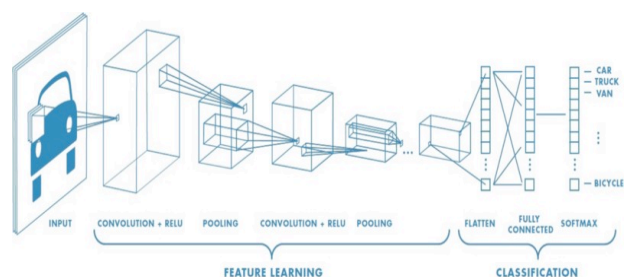 CAR
TRUCK
VAN
BICYCLE
INPUT CONVOLUTION + RELU POOLING CONVOLUTION + RELU POOLING FLATTEN FULLY CONNECTED SOFTMAX
FEATURE LEARNING CLASSIFICATION